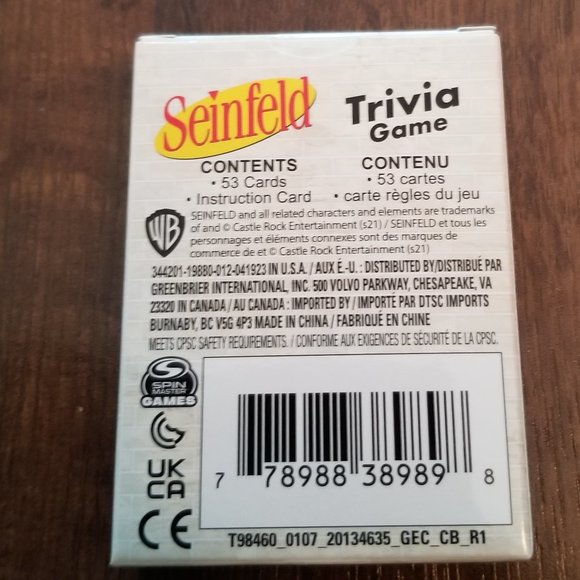 Seinfeld
Trivia
Game
CONTENTS
• 53 Cards
• Instruction Card
CONTENU
• 53 cartes
• carte règles du jeu
WB
SEINFELD and all related characters and elements are trademarks
of and © Castle Rock Entertainment (s21) / SEINFELD et tous les
personnages et éléments connexes sont des marques de
commerce de et © Castle Rock Entertainment (s21)
344201-19880-012-041923 IN U.S.A. / AUX É.-U. : DISTRIBUTED BY/DISTRIBUÉ PAR
GREENBRIER INTERNATIONAL, INC. 500 VOLVO PARKWAY, CHESAPEAKE, VA
23320 IN CANADA / AU CANADA : IMPORTED BY / IMPORTÉ PAR DTSC IMPORTS
BURNABY, BC V5G 4P3 MADE IN CHINA / FABRIQUÉ EN CHINE
MEETS CPSC SAFETY REQUIREMENTS. / CONFORME AUX EXIGENCES DE SÉCURITÉ DE LA CPSC.
SPIN
MASTER
GAMES
UK
CA
CE
7 78988 38989 8
T98460_0107_20134635_GEC_CB_R1